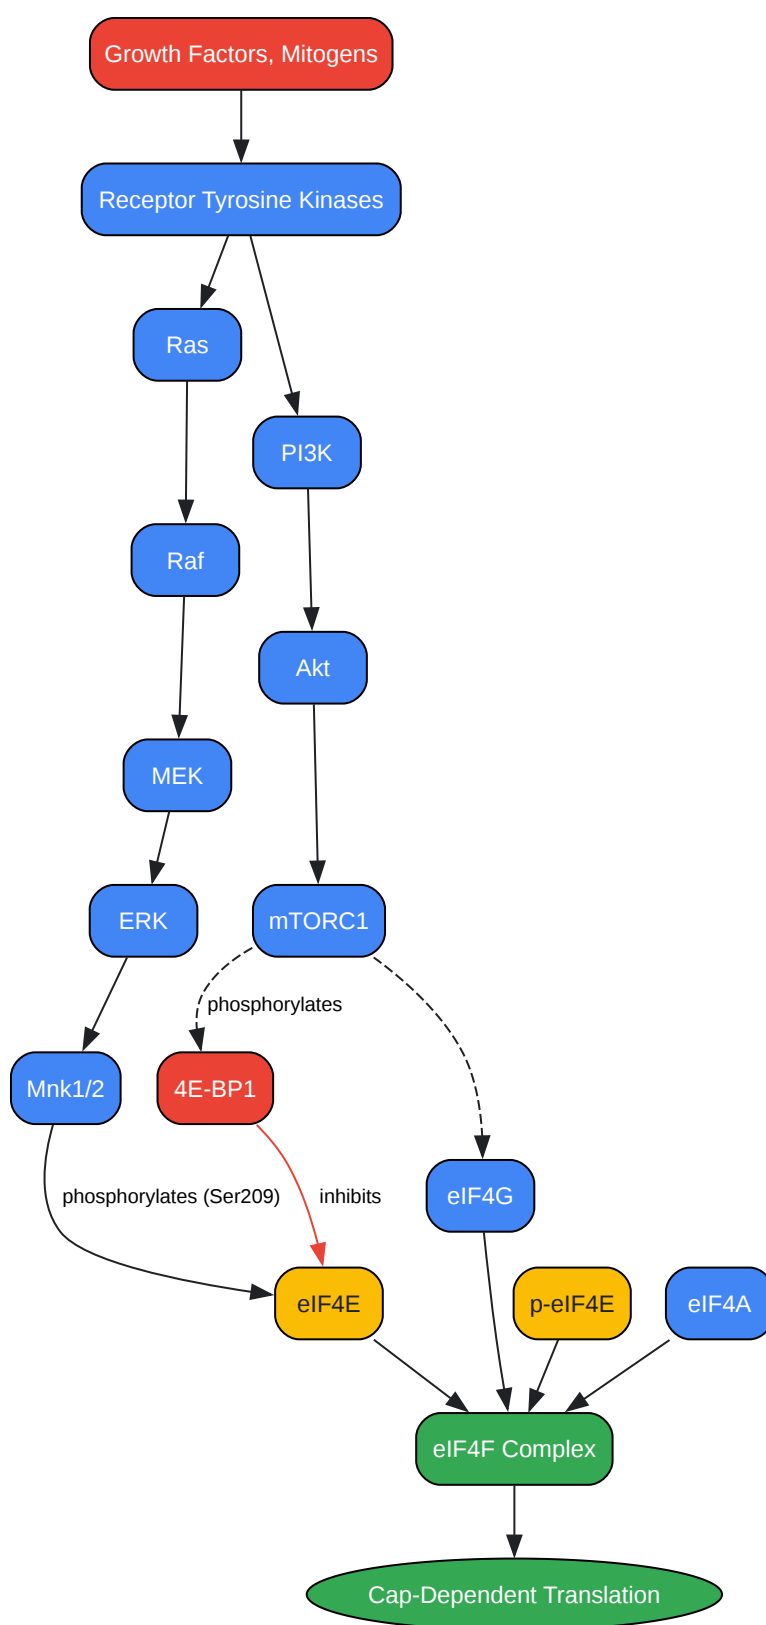 Growth Factors, Mitogens
Receptor Tyrosine Kinases
Ras
PI3K
Raf
Akt
MEK
ERK
mTORC1
phosphorylates
Mnk1/2
4E-BP1
phosphorylates (Ser209)
inhibits
eIF4G
eIF4E
p-eIF4E
eIF4A
eIF4F Complex
Cap-Dependent Translation